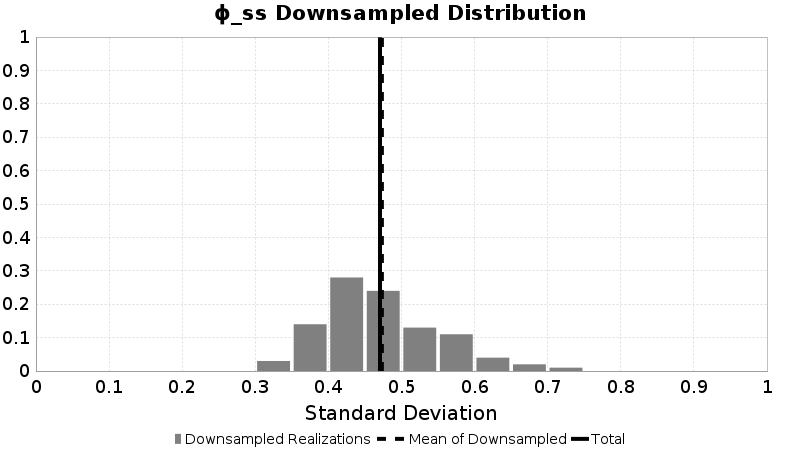 ϕ_ss Downsampled Distribution
1
0.9
0.8
0.7
0.6
0.5
0.4
0.3
0.2
0.1
0
0 0.1 0.2 0.3 0.4 0.5 0.6 0.7 0.8 0.9 1
Standard Deviation
Downsampled Realizations Mean of Downsampled Total